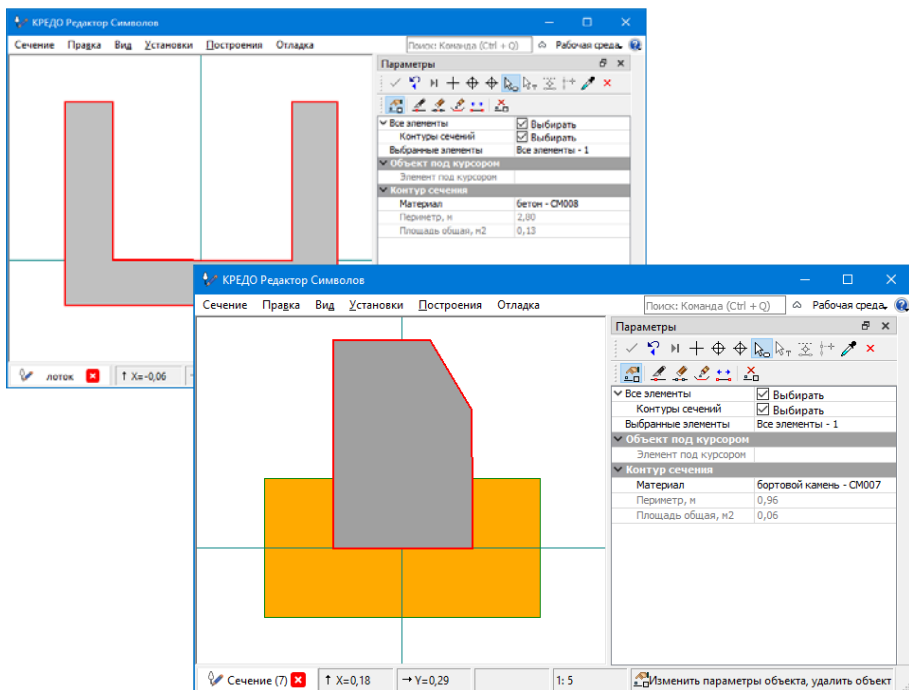 КРЕДО Редактор Символов
Сечение Правка Вид Установки Построения Отладка Поиск: Команда (Ctrl + Q) Рабочая среда
Параметры
Все элементы Выбирать
Контуры сечений Выбирать
Выбранные элементы Все элементы - 1
Объект под курсором
Элемент под курсором
Контур сечения
Материал бетон - СМ008
Периметр, м 2,80
Площадь общая, м2 0,13
лоток X=-0,06
КРЕДО Редактор Символов
Сечение Правка Вид Установки Построения Отладка Поиск: Команда (Ctrl + Q) Рабочая среда
Параметры
Все элементы Выбирать
Контуры сечений Выбирать
Выбранные элементы Все элементы - 1
Объект под курсором
Элемент под курсором
Контур сечения
Материал бортовой камень - СМ007
Периметр, м 0,96
Площадь общая, м2 0,06
Сечение (7) X=0,18 Y=0,29 1: 5 Изменить параметры объекта, удалить объект